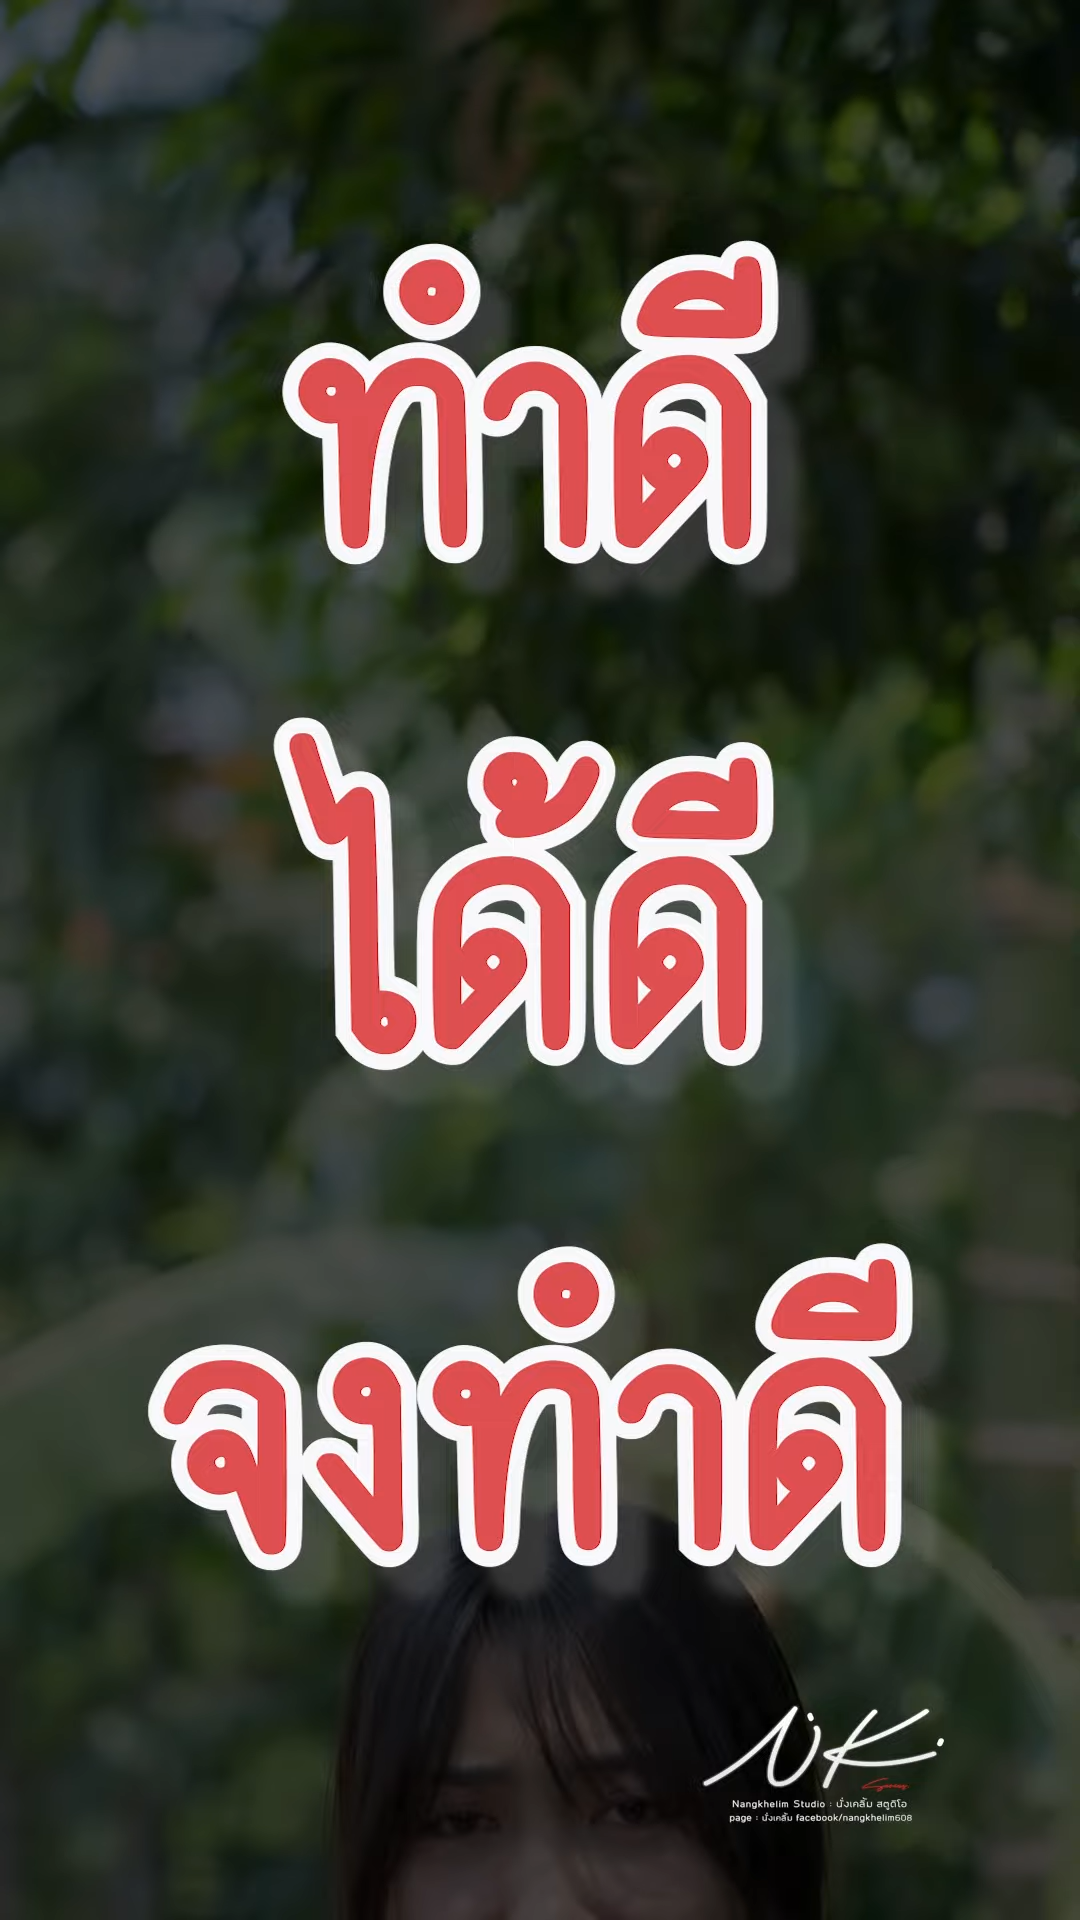 ทำดี
ได้ดี
จงทำดี
NK.
Nangkhelim Studio : นั่งเคลิ้ม สตูดิโอ
page : นั่งเคลิ้ม facebook/nangkhelim608